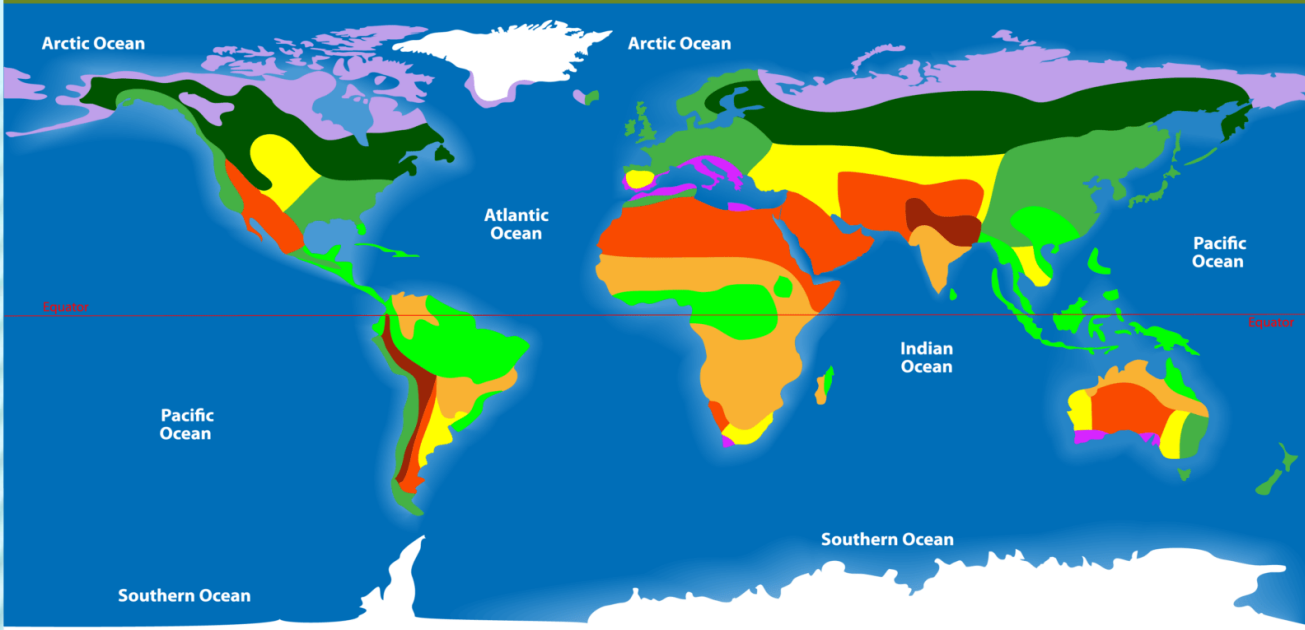 Arctic Ocean
Arctic Ocean
Atlantic
Ocean
Pacific
Ocean
Equator
Equator
Indian
Ocean
Pacific
Ocean
Southern Ocean
Southern Ocean